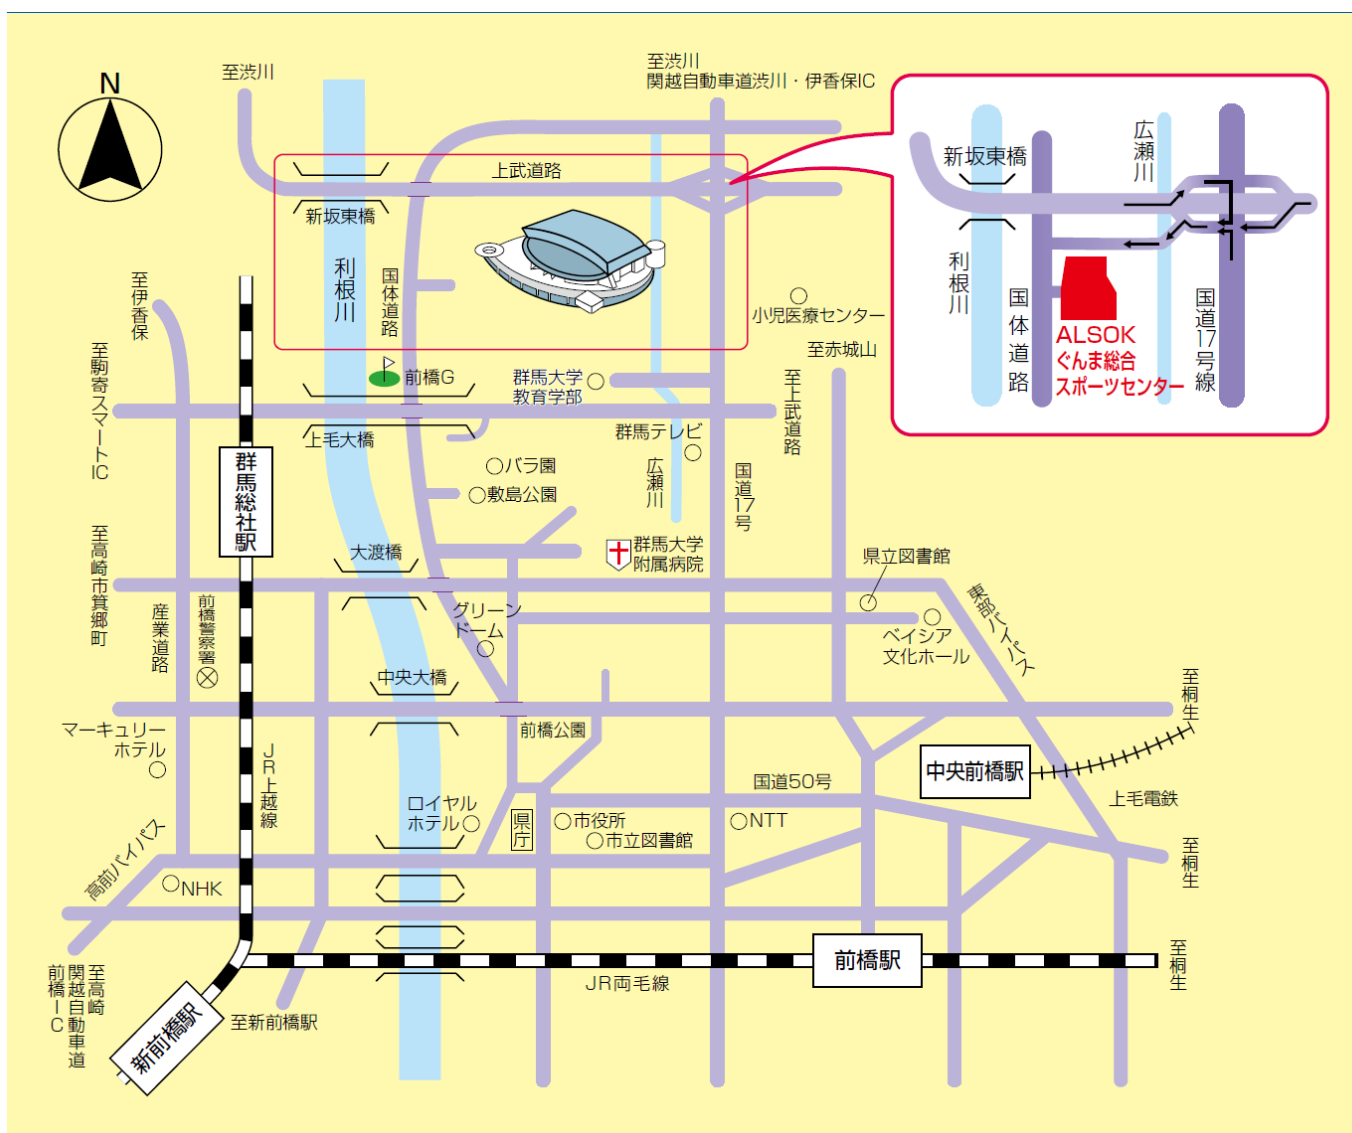 N
至渋川
至渋川
関越自動車道渋川・伊香保IC
上武道路
新坂東橋
利根川
国体道路
新坂東橋
広瀬川
利根川
国体道路
国道17号線
ALSOK
ぐんま総合
スポーツセンター
至伊香保
至駒寄スマートIC
前橋G
上毛大橋
群馬大学
教育学部
小児医療センター
至赤城山
至上武道路
群馬テレビ
広瀬川
国道17号
バラ園
敷島公園
群馬総社駅
至高崎市箕郷町
産業道路
前橋警察署
大渡橋
群馬大学
附属病院
県立図書館
東部バイパス
グリーン
ドーム
ベイシア
文化ホール
中央大橋
至桐生
マーキュリー
ホテル
前橋公園
JR上越線
中央前橋駅
上毛電鉄
国道50号
ロイヤル
ホテル
県庁
市役所
市立図書館
NTT
至桐生
高前バイパス
NHK
前橋駅
至桐生
JR両毛線
至高崎
関越自動車道
前橋IC
新前橋駅
至新前橋駅